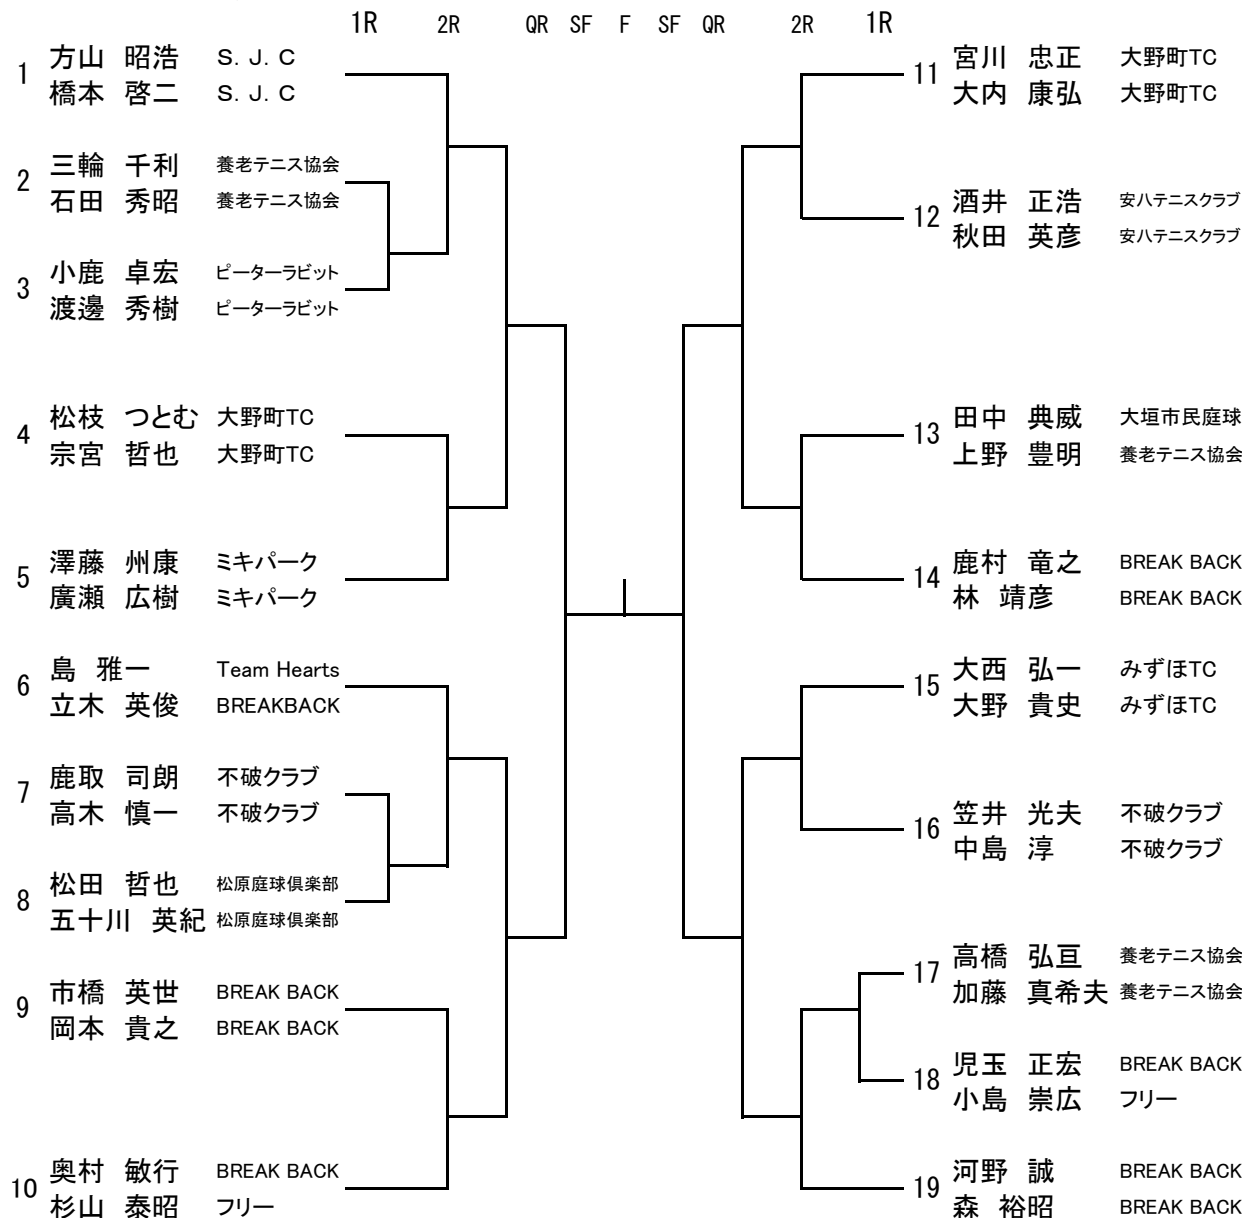 1R 2R QR SF F SF QR 2R 1R
1 方山 昭浩 S. J. C
橋本 啓二 S. J. C
2 三輪 千利 養老テニス協会
石田 秀昭 養老テニス協会
3 小鹿 卓宏 ピーターラビット
渡邊 秀樹 ピーターラビット
4 松枝 つとむ 大野町TC
宗宮 哲也 大野町TC
5 澤藤 州康 ミキパーク
廣瀬 広樹 ミキパーク
6 島 雅一 Team Hearts
立木 英俊 BREAKBACK
7 鹿取 司朗 不破クラブ
高木 慎一 不破クラブ
8 松田 哲也 松原庭球倶楽部
五十川 英紀 松原庭球倶楽部
9 市橋 英世 BREAK BACK
岡本 貴之 BREAK BACK
10 奥村 敏行 BREAK BACK
杉山 泰昭 フリー
11 宮川 忠正 大野町TC
大内 康弘 大野町TC
12 酒井 正浩 安八テニスクラブ
秋田 英彦 安八テニスクラブ
13 田中 典威 大垣市民庭球
上野 豊明 養老テニス協会
14 鹿村 竜之 BREAK BACK
林 靖彦 BREAK BACK
15 大西 弘一 みずほTC
大野 貴史 みずほTC
16 笠井 光夫 不破クラブ
中島 淳 不破クラブ
17 高橋 弘亘 養老テニス協会
加藤 真希夫 養老テニス協会
18 児玉 正宏 BREAK BACK
小島 崇広 フリー
19 河野 誠 BREAK BACK
森 裕昭 BREAK BACK